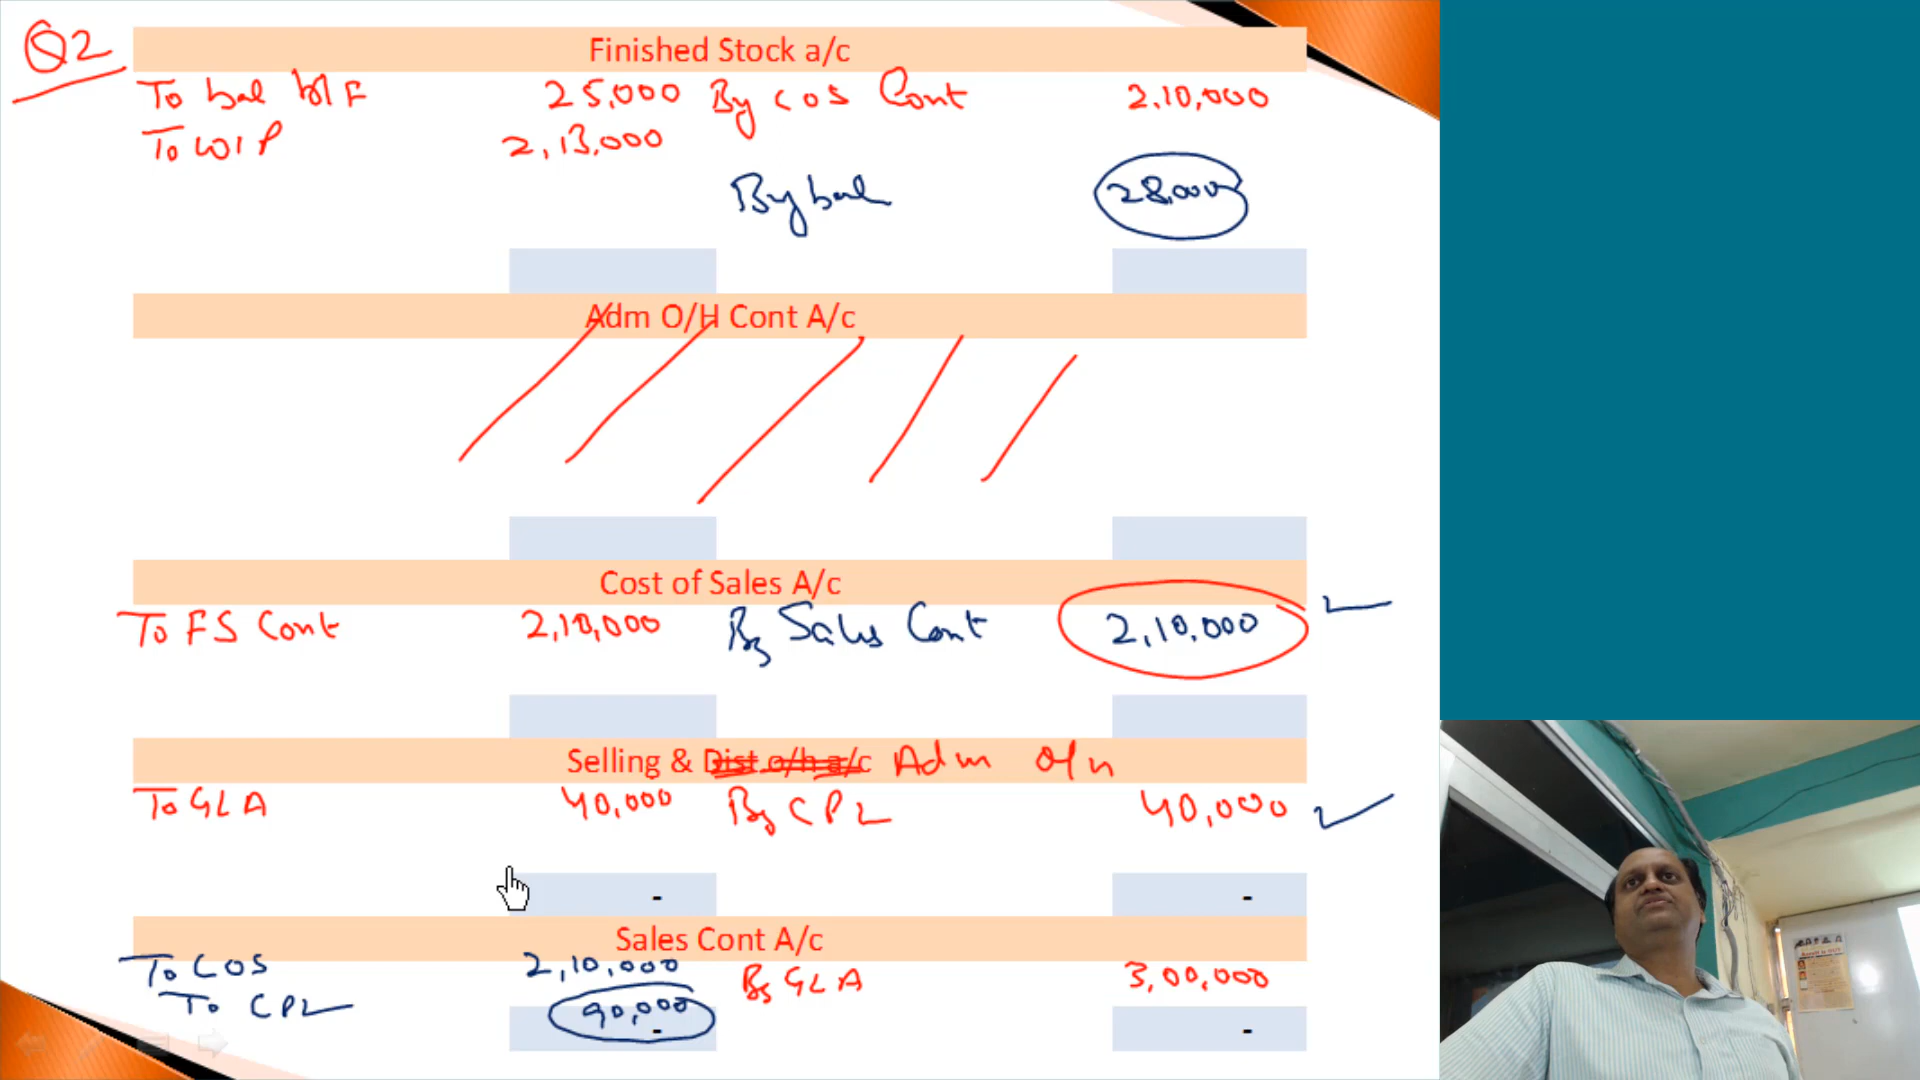 Q2
Finished Stock a/c
To bal b/F 25,000 By COS Cont 2,10,000
To WIP 2,13,000
By bal 28,000
Adm O/H Cont A/c
Cost of Sales A/c
To FS Cont 2,10,000 By Sales Cont 2,10,000
Selling & Dist o/h a/c Adm o/h
To GLA 40,000 By CPL 40,000
- -
Sales Cont A/c
To COS 2,10,000 By GLA 3,00,000
To CPL 90,000
- -